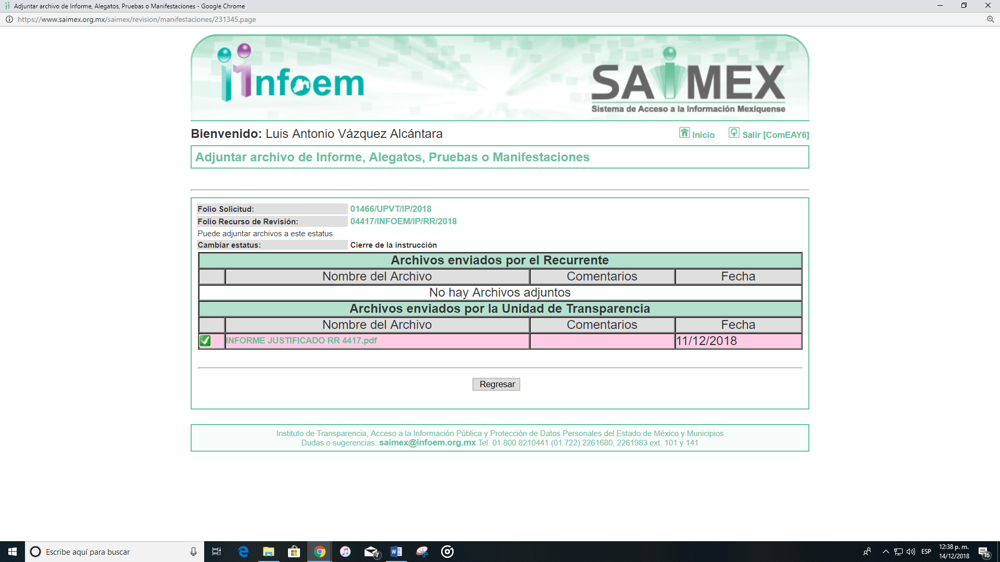 Adjuntar archivo de Informe, Alegatos, Pruebas o Manifestaciones - Google Chrome
https://www.saimex.org.mx/saimex/revision/manifestaciones/231345.page
infoem
SAIMEX
Sistema de Acceso a la Información Mexiquense
Bienvenido: Luis Antonio Vázquez Alcántara
Inicio Salir [ComEAY6]
Adjuntar archivo de Informe, Alegatos, Pruebas o Manifestaciones
Folio Solicitud: 01466/UPVT/IP/2018
Folio Recurso de Revisión: 04417/INFOEM/IP/RR/2018
Puede adjuntar archivos a este estatus
Cambiar estatus: Cierre de la instrucción
Archivos enviados por el Recurrente
Nombre del Archivo Comentarios Fecha
No hay Archivos adjuntos
Archivos enviados por la Unidad de Transparencia
Nombre del Archivo Comentarios Fecha
INFORME JUSTIFICADO RR 4417.pdf 11/12/2018
Regresar
Instituto de Transparencia, Acceso a la Información Pública y Protección de Datos Personales del Estado de México y Municipios
Dudas o sugerencias: saimex@infoem.org.mx Tel. 01 800 8210441 (01 722) 2261680, 2261983 ext. 101 y 141
Escribe aquí para buscar
7
ESP
12:38 p. m.
14/12/2018
16